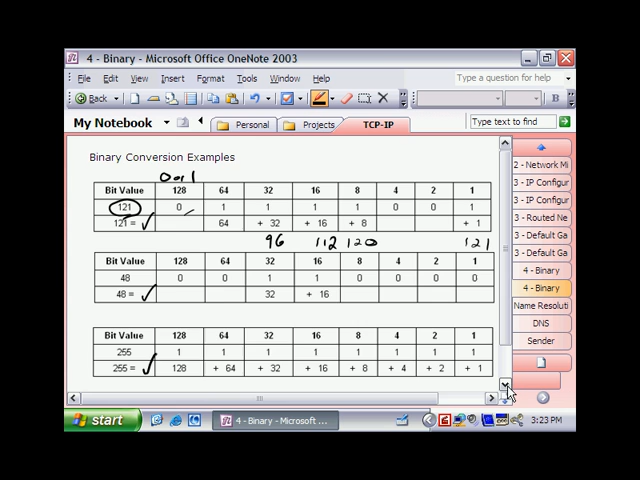 4 - Binary - Microsoft Office OneNote 2003
File Edit View Insert Format Tools Window Help Type a question for help
Back B
My Notebook Personal Projects TCP-IP Type text to find
Binary Conversion Examples
0 or 1
Bit Value 128 64 32 16 8 4 2 1
121 0 1 1 1 1 0 0 1
121 = ✓ 64 + 32 + 16 + 8 + 1
96 112 120 121
Bit Value 128 64 32 16 8 4 2 1
48 0 0 1 1 0 0 0 0
48 = ✓ 32 + 16
Bit Value 128 64 32 16 8 4 2 1
255 1 1 1 1 1 1 1 1
255 = ✓ 128 + 64 + 32 + 16 + 8 + 4 + 2 + 1
2 - Network Mi
3 - IP Configur
3 - IP Configur
3 - Routed Ne
3 - Default Ga
3 - Default Ga
4 - Binary
4 - Binary
Name Resoluti
DNS
Sender
start 4 - Binary - Microsoft ... 3:23 PM